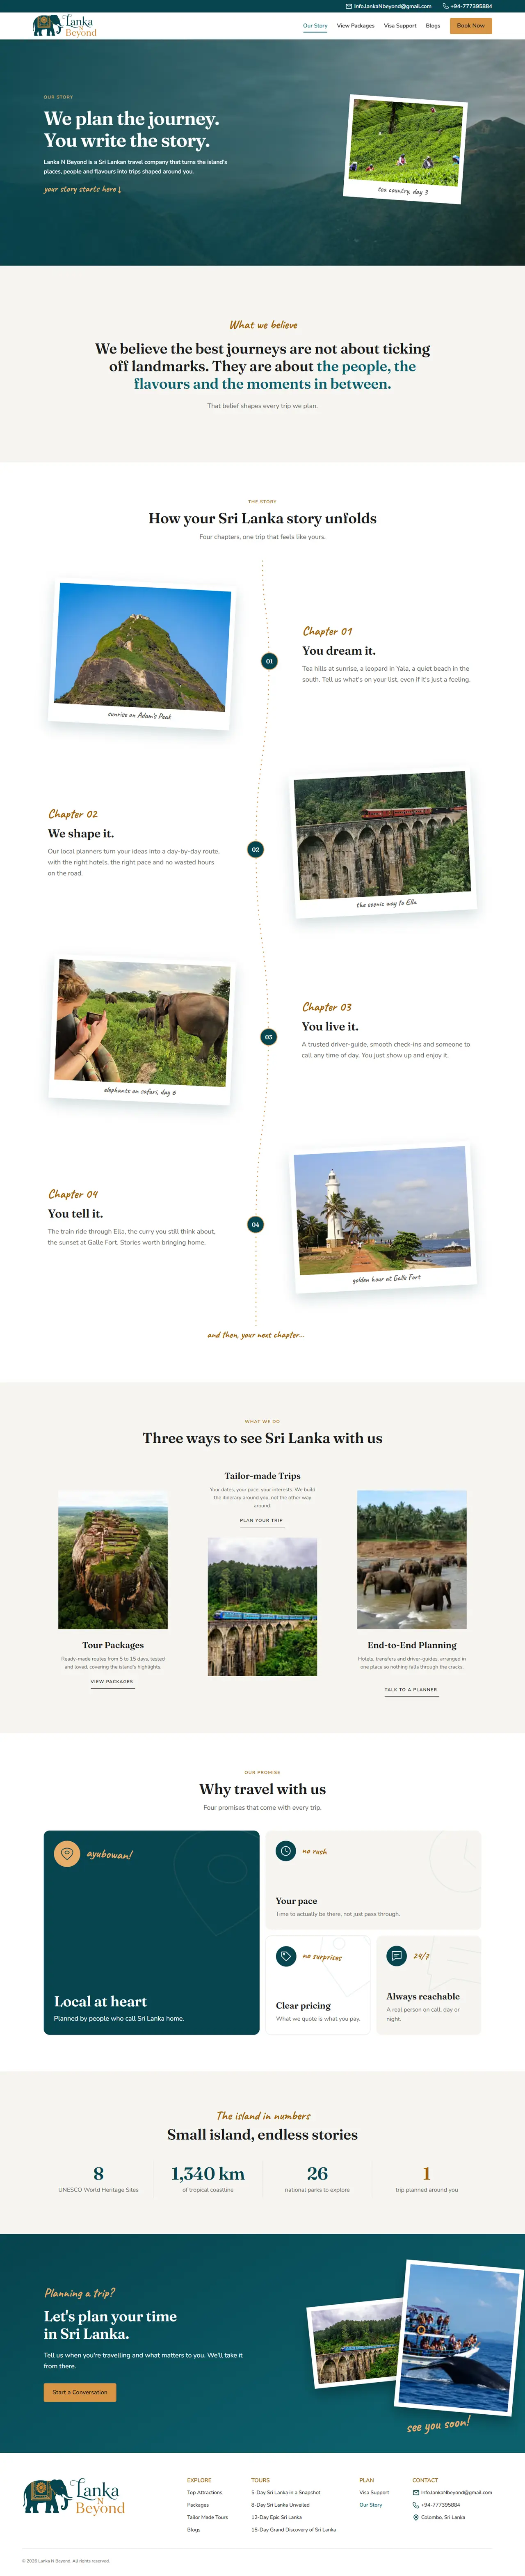 Info.lankaNbeyond@gmail.com
+94-777395884
Lanka
N
Beyond
Our Story
View Packages
Visa Support
Blogs
Book Now
OUR STORY
We plan the journey.
You write the story.
Lanka N Beyond is a Sri Lankan travel company that turns the island's
places, people and flavours into trips shaped around you.
your story starts here ↓
tea country, day 3
What we believe
We believe the best journeys are not about ticking
off landmarks. They are about the people, the
flavours and the moments in between.
That belief shapes every trip we plan.
THE STORY
How your Sri Lanka story unfolds
Four chapters, one trip that feels like yours.
sunrise on Adam's Peak
01
Chapter 01
You dream it.
Tea hills at sunrise, a leopard in Yala, a quiet beach in the
south. Tell us what's on your list, even if it's just a feeling.
Chapter 02
We shape it.
Our local planners turn your ideas into a day-by-day route,
with the right hotels, the right pace and no wasted hours
on the road.
02
the scenic way to Ella
elephants on safari, day 6
03
Chapter 03
You live it.
A trusted driver-guide, smooth check-ins and someone to
call any time of day. You just show up and enjoy it.
Chapter 04
You tell it.
The train ride through Ella, the curry you still think about,
the sunset at Galle Fort. Stories worth bringing home.
04
golden hour at Galle Fort
and then, your next chapter...
WHAT WE DO
Three ways to see Sri Lanka with us
Tour Packages
Ready-made routes from 5 to 15 days, tested
and loved, covering the island's highlights.
VIEW PACKAGES
Tailor-made Trips
Your dates, your pace, your interests. We build
the itinerary around you, not the other way
around.
PLAN YOUR TRIP
End-to-End Planning
Hotels, transfers and driver-guides, arranged in
one place so nothing falls through the cracks.
TALK TO A PLANNER
OUR PROMISE
Why travel with us
Four promises that come with every trip.
ayubowan!
Local at heart
Planned by people who call Sri Lanka home.
no rush
Your pace
Time to actually be there, not just pass through.
no surprises
Clear pricing
What we quote is what you pay.
24/7
Always reachable
A real person on call, day or
night.
The island in numbers
Small island, endless stories
8
UNESCO World Heritage Sites
1,340 km
of tropical coastline
26
national parks to explore
1
trip planned around you
Planning a trip?
Let's plan your time
in Sri Lanka.
Tell us when you're travelling and what matters to you. We'll take it
from there.
Start a Conversation
see you soon!
Lanka
N
Beyond
EXPLORE
Top Attractions
Packages
Tailor Made Tours
Blogs
TOURS
5-Day Sri Lanka in a Snapshot
8-Day Sri Lanka Unveiled
12-Day Epic Sri Lanka
15-Day Grand Discovery of Sri Lanka
PLAN
Visa Support
Our Story
CONTACT
Info.lankaNbeyond@gmail.com
+94-777395884
Colombo, Sri Lanka
© 2026 Lanka N Beyond. All rights reserved.